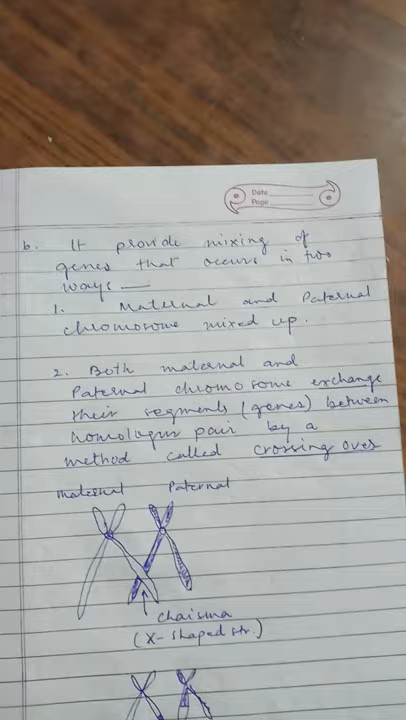 Date
Page
b. It provide mixing of
genes that occurs in two
ways —
1. Maternal and Paternal
chromosome mixed up.
2. Both maternal and
Paternal chromosome exchange
their segments (genes) between
homologus pair by a
method called crossing over
maternal Paternal
chaisma
(X-shaped str.)